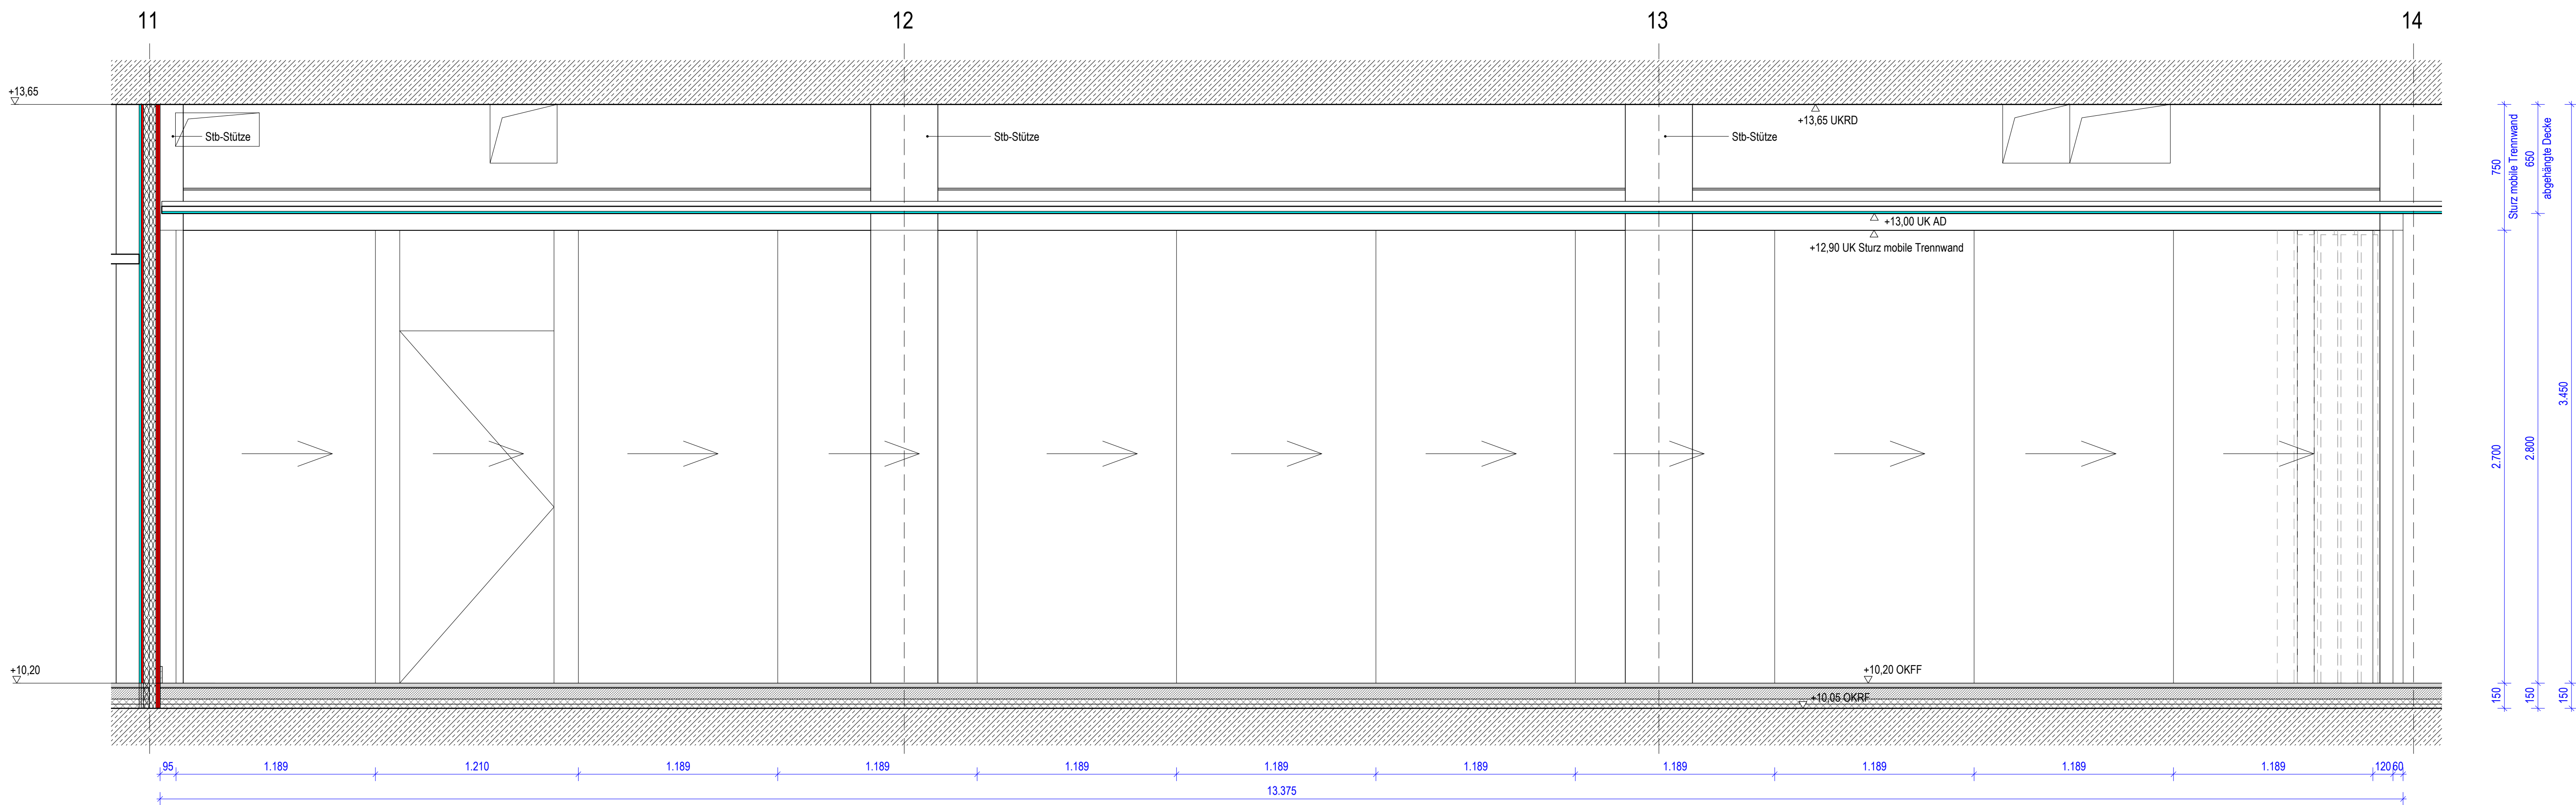 11
12
13
14
+13,65
Stb-Stütze
Stb-Stütze
Stb-Stütze
+13,65 UKRD
+13,00 UK AD
+12,90 UK Sturz mobile Trennwand
750
Sturz mobile Trennwand
650
abgehängte Decke
2.700
2.800
3.450
+10,20
+10,20 OKFF
+10,05 OKRF
150
150
150
95
1.189
1.210
1.189
1.189
1.189
1.189
1.189
1.189
1.189
1.189
1.189
120
60
13.375